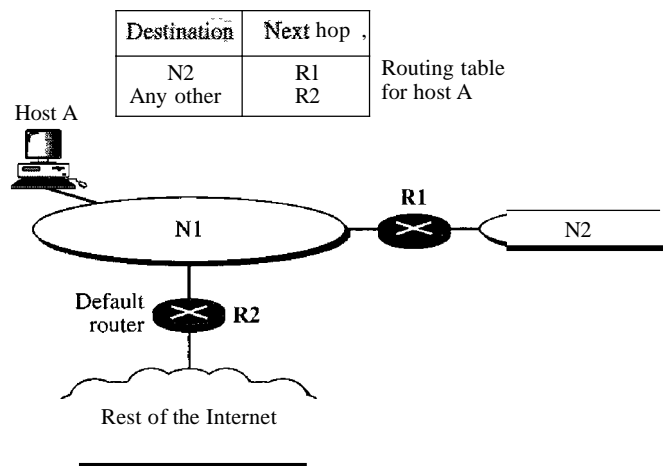 Destination Next hop ,
N2 R1
Any other R2
Routing table
for host A
Host A
R1
N1
N2
Default
router
R2
Rest of the Internet